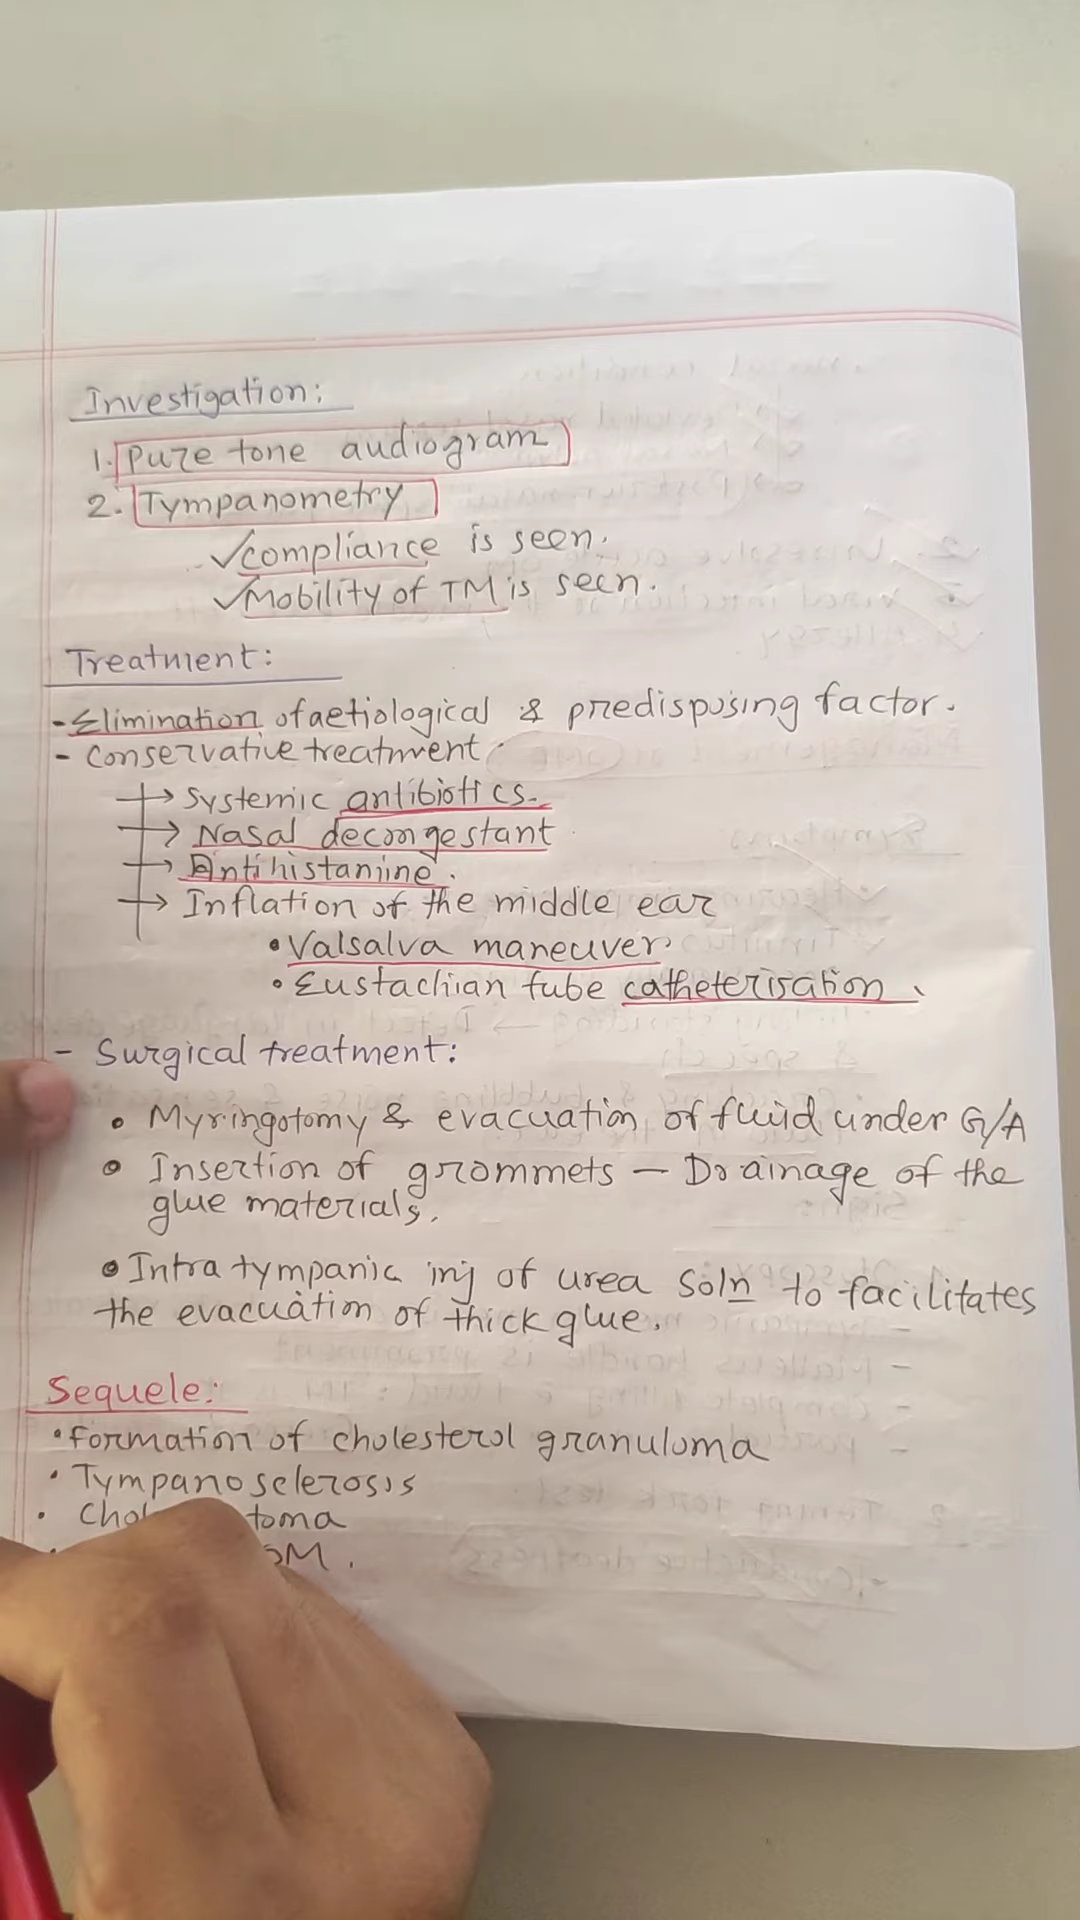 Investigation:
1. Pure tone audiogram
2. Tympanometry
✓compliance is seen.
✓Mobility of TM is seen.
Treatment:
- Elimination of aetiological & predisposing factor.
- conservative treatment
→ Systemic antibiotics.
→ Nasal decongestant
→ Antihistamine.
→ Inflation of the middle ear
• Valsalva maneuver
• Eustachian tube catheterisation.
- Surgical treatment:
• Myringotomy & evacuation of fluid under G/A
• Insertion of grommets - Drainage of the
glue materials.
• Intra tympanic inj of urea soln to facilitates
the evacuation of thick glue.
Sequele:
• Formation of cholesterol granuloma
• Tympanosclerosis